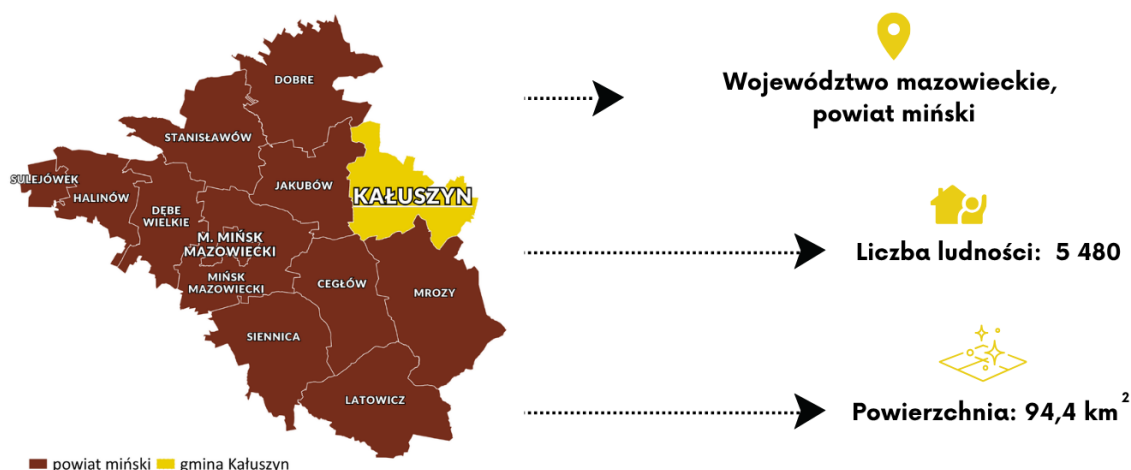 DOBRE
STANISŁAWÓW
SULEJÓWEK
HALINÓW
DĘBE
WIELKIE
JAKUBÓW
KAŁUSZYN
M. MIŃSK
MAZOWIECKI
MIŃSK
MAZOWIECKI
CEGŁÓW
MROZY
SIENNICA
LATOWICZ
powiat miński gmina Kałuszyn
Województwo mazowieckie,
powiat miński
Liczba ludności: 5 480
Powierzchnia: 94,4 km²